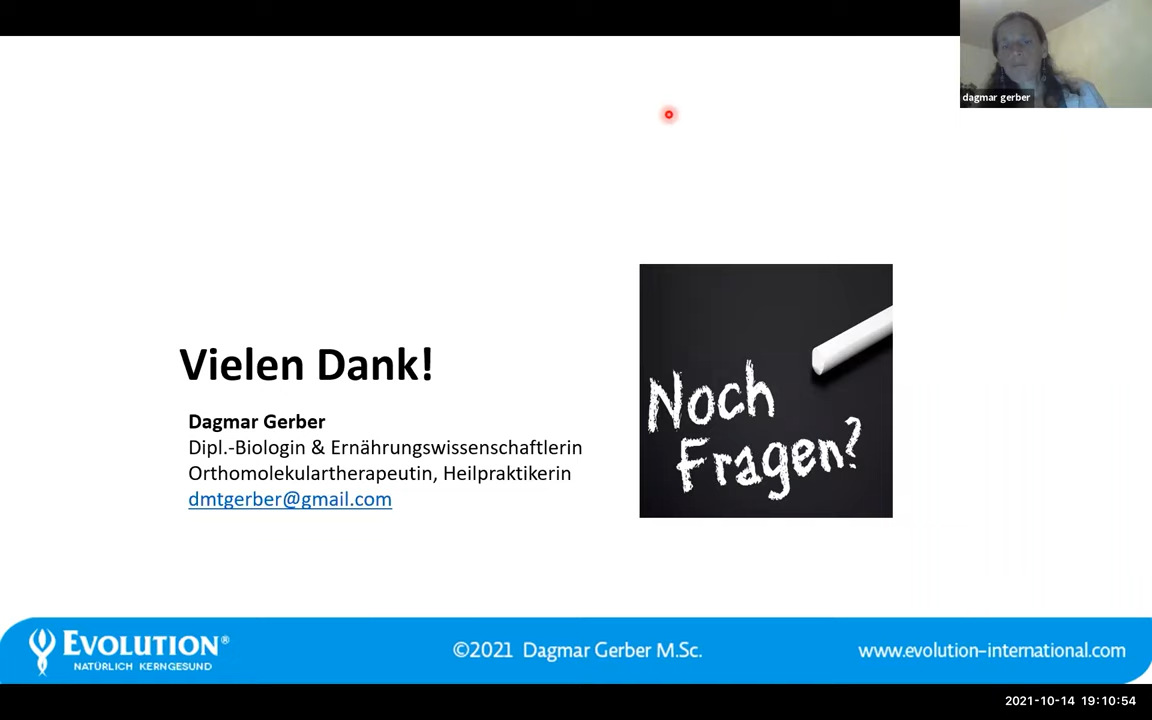 dagmar gerber
Noch
Fragen?
Vielen Dank!
Dagmar Gerber
Dipl.-Biologin & Ernährungswissenschaftlerin
Orthomolekulartherapeutin, Heilpraktikerin
dmtgerber@gmail.com
EVOLUTION®
NATÜRLICH KERNGESUND
©2021 Dagmar Gerber M.Sc.
www.evolution-international.com
2021-10-14 19:10:54